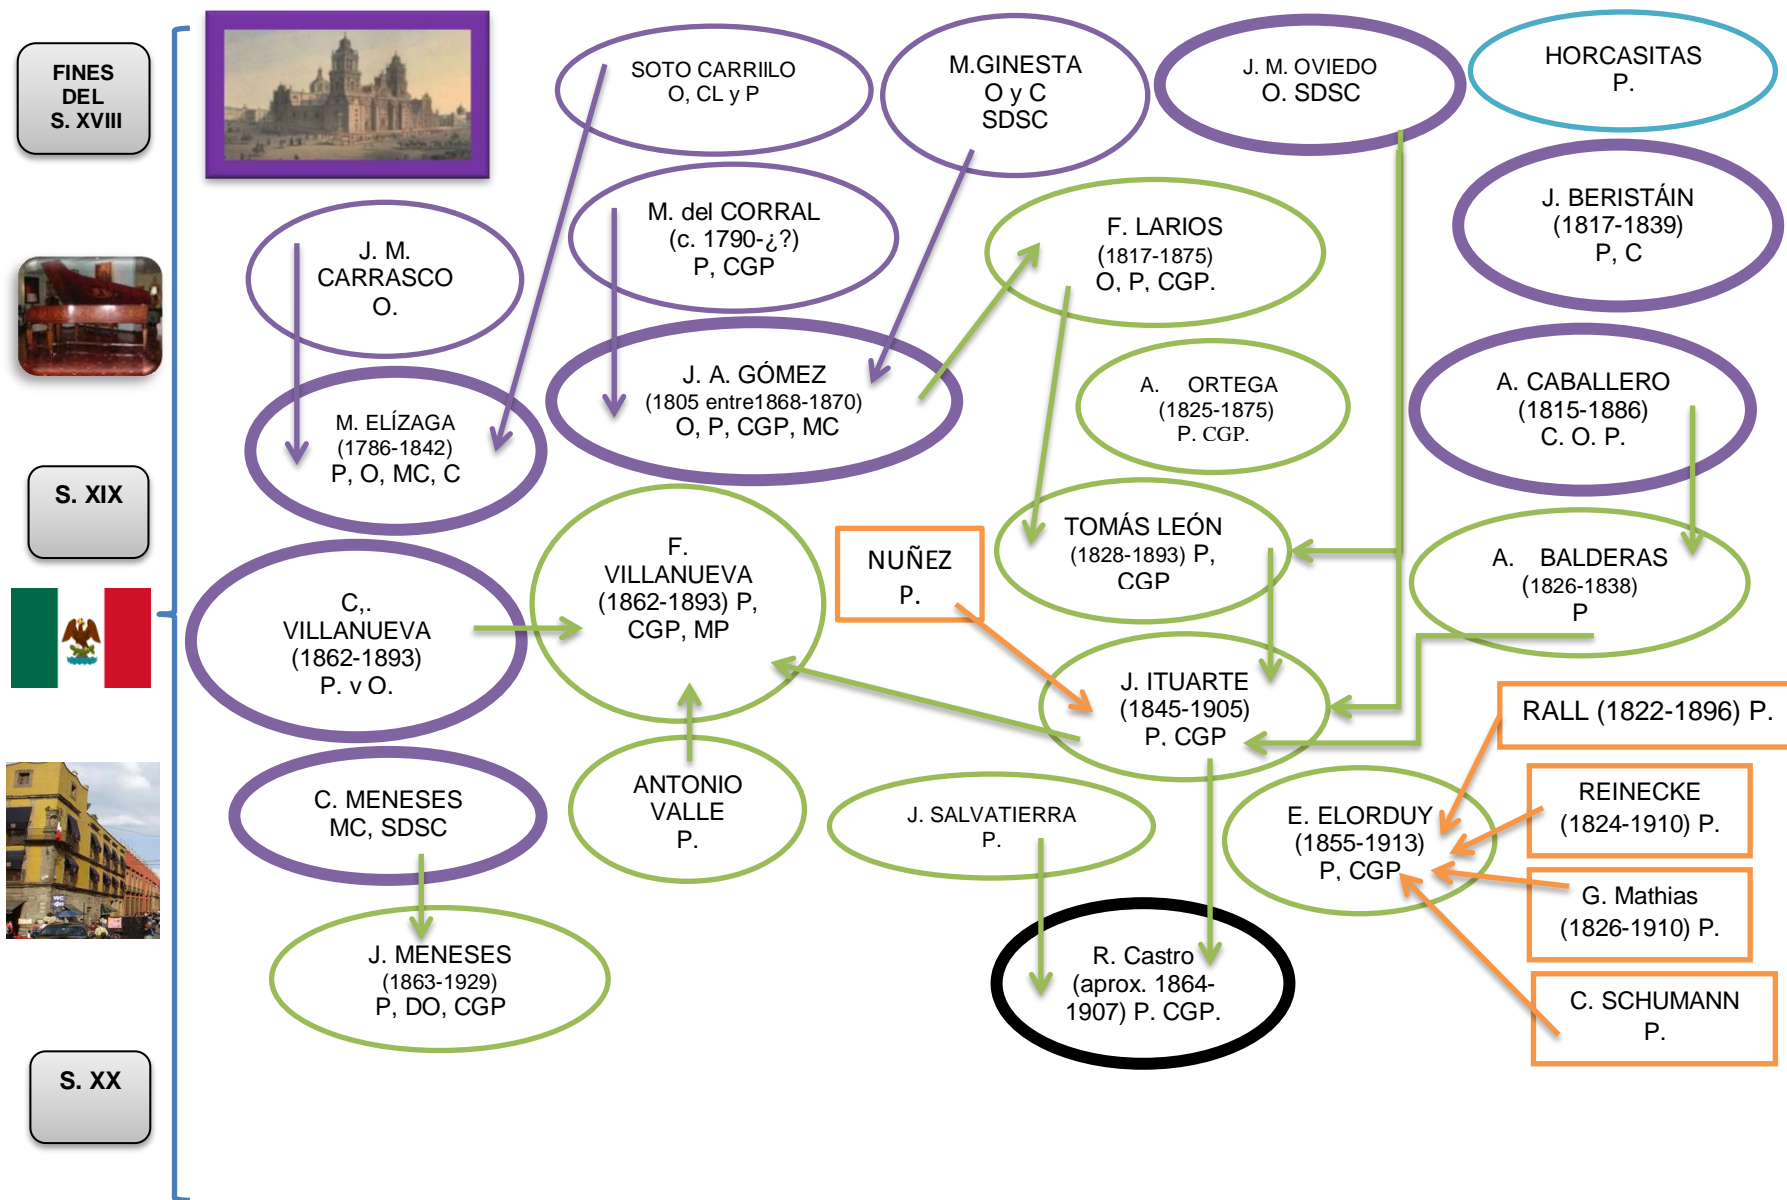 FINES
DEL
S. XVIII
SOTO CARRIILO
O, CL y P
M.GINESTA
O y C
SDSC
J. M. OVIEDO
O. SDSC
HORCASITAS
P.
J. M.
CARRASCO
O.
M. del CORRAL
(c. 1790-¿?)
P, CGP
F. LARIOS
(1817-1875)
O, P, CGP.
J. BERISTÁIN
(1817-1839)
P, C
M. ELÍZAGA
(1786-1842)
P, O, MC, C
J. A. GÓMEZ
(1805 entre1868-1870)
O, P, CGP, MC
A. ORTEGA
(1825-1875)
P. CGP.
A. CABALLERO
(1815-1886)
C. O. P.
S. XIX
C,.
VILLANUEVA
(1862-1893)
P. v O.
F.
VILLANUEVA
(1862-1893) P,
CGP, MP
NUÑEZ
P.
TOMÁS LEÓN
(1828-1893) P,
CGP
A. BALDERAS
(1826-1838)
P
J. ITUARTE
(1845-1905)
P, CGP
RALL (1822-1896) P.
C. MENESES
MC, SDSC
ANTONIO
VALLE
P.
J. SALVATIERRA
P.
E. ELORDUY
(1855-1913)
P, CGP
REINECKE
(1824-1910) P.
G. Mathias
(1826-1910) P.
J. MENESES
(1863-1929)
P, DO, CGP
R. Castro
(aprox. 1864-
1907) P. CGP.
C. SCHUMANN
P.
S. XX